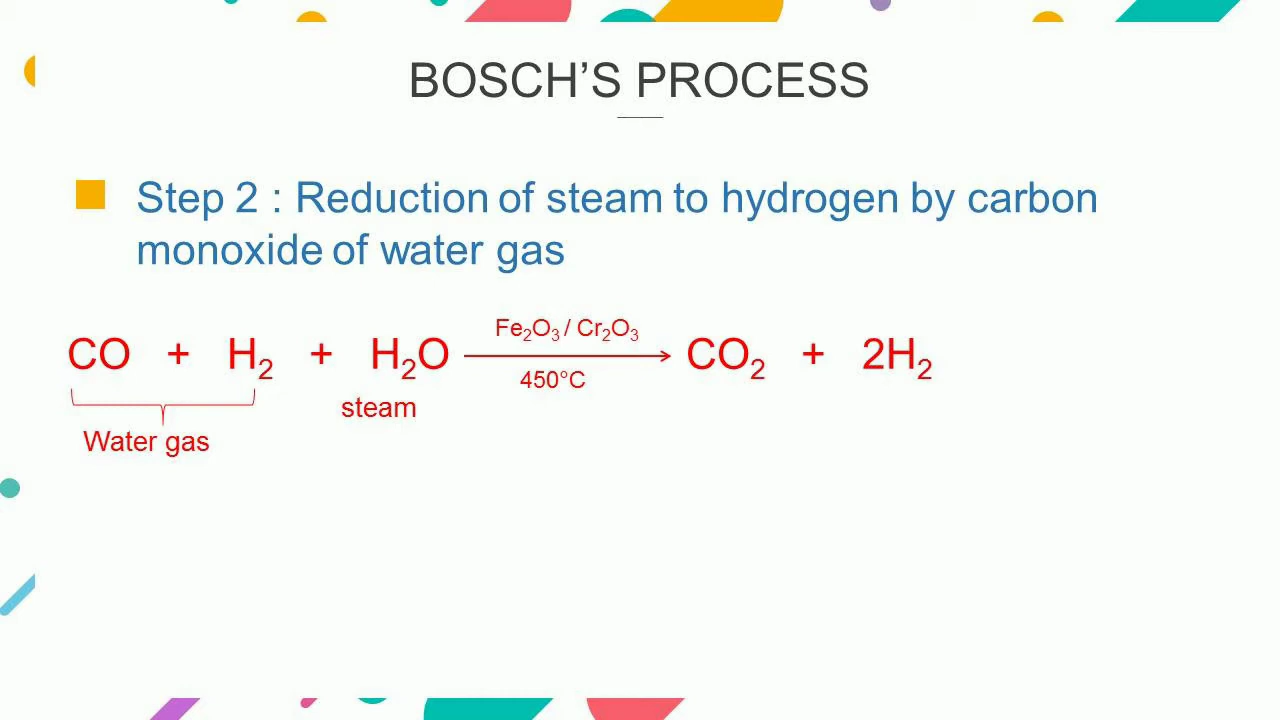 BOSCH’S PROCESS
Step 2 : Reduction of steam to hydrogen by carbon
monoxide of water gas
Fe₂O₃ / Cr₂O₃
CO + H₂ + H₂O → CO₂ + 2H₂
450°C
steam
Water gas